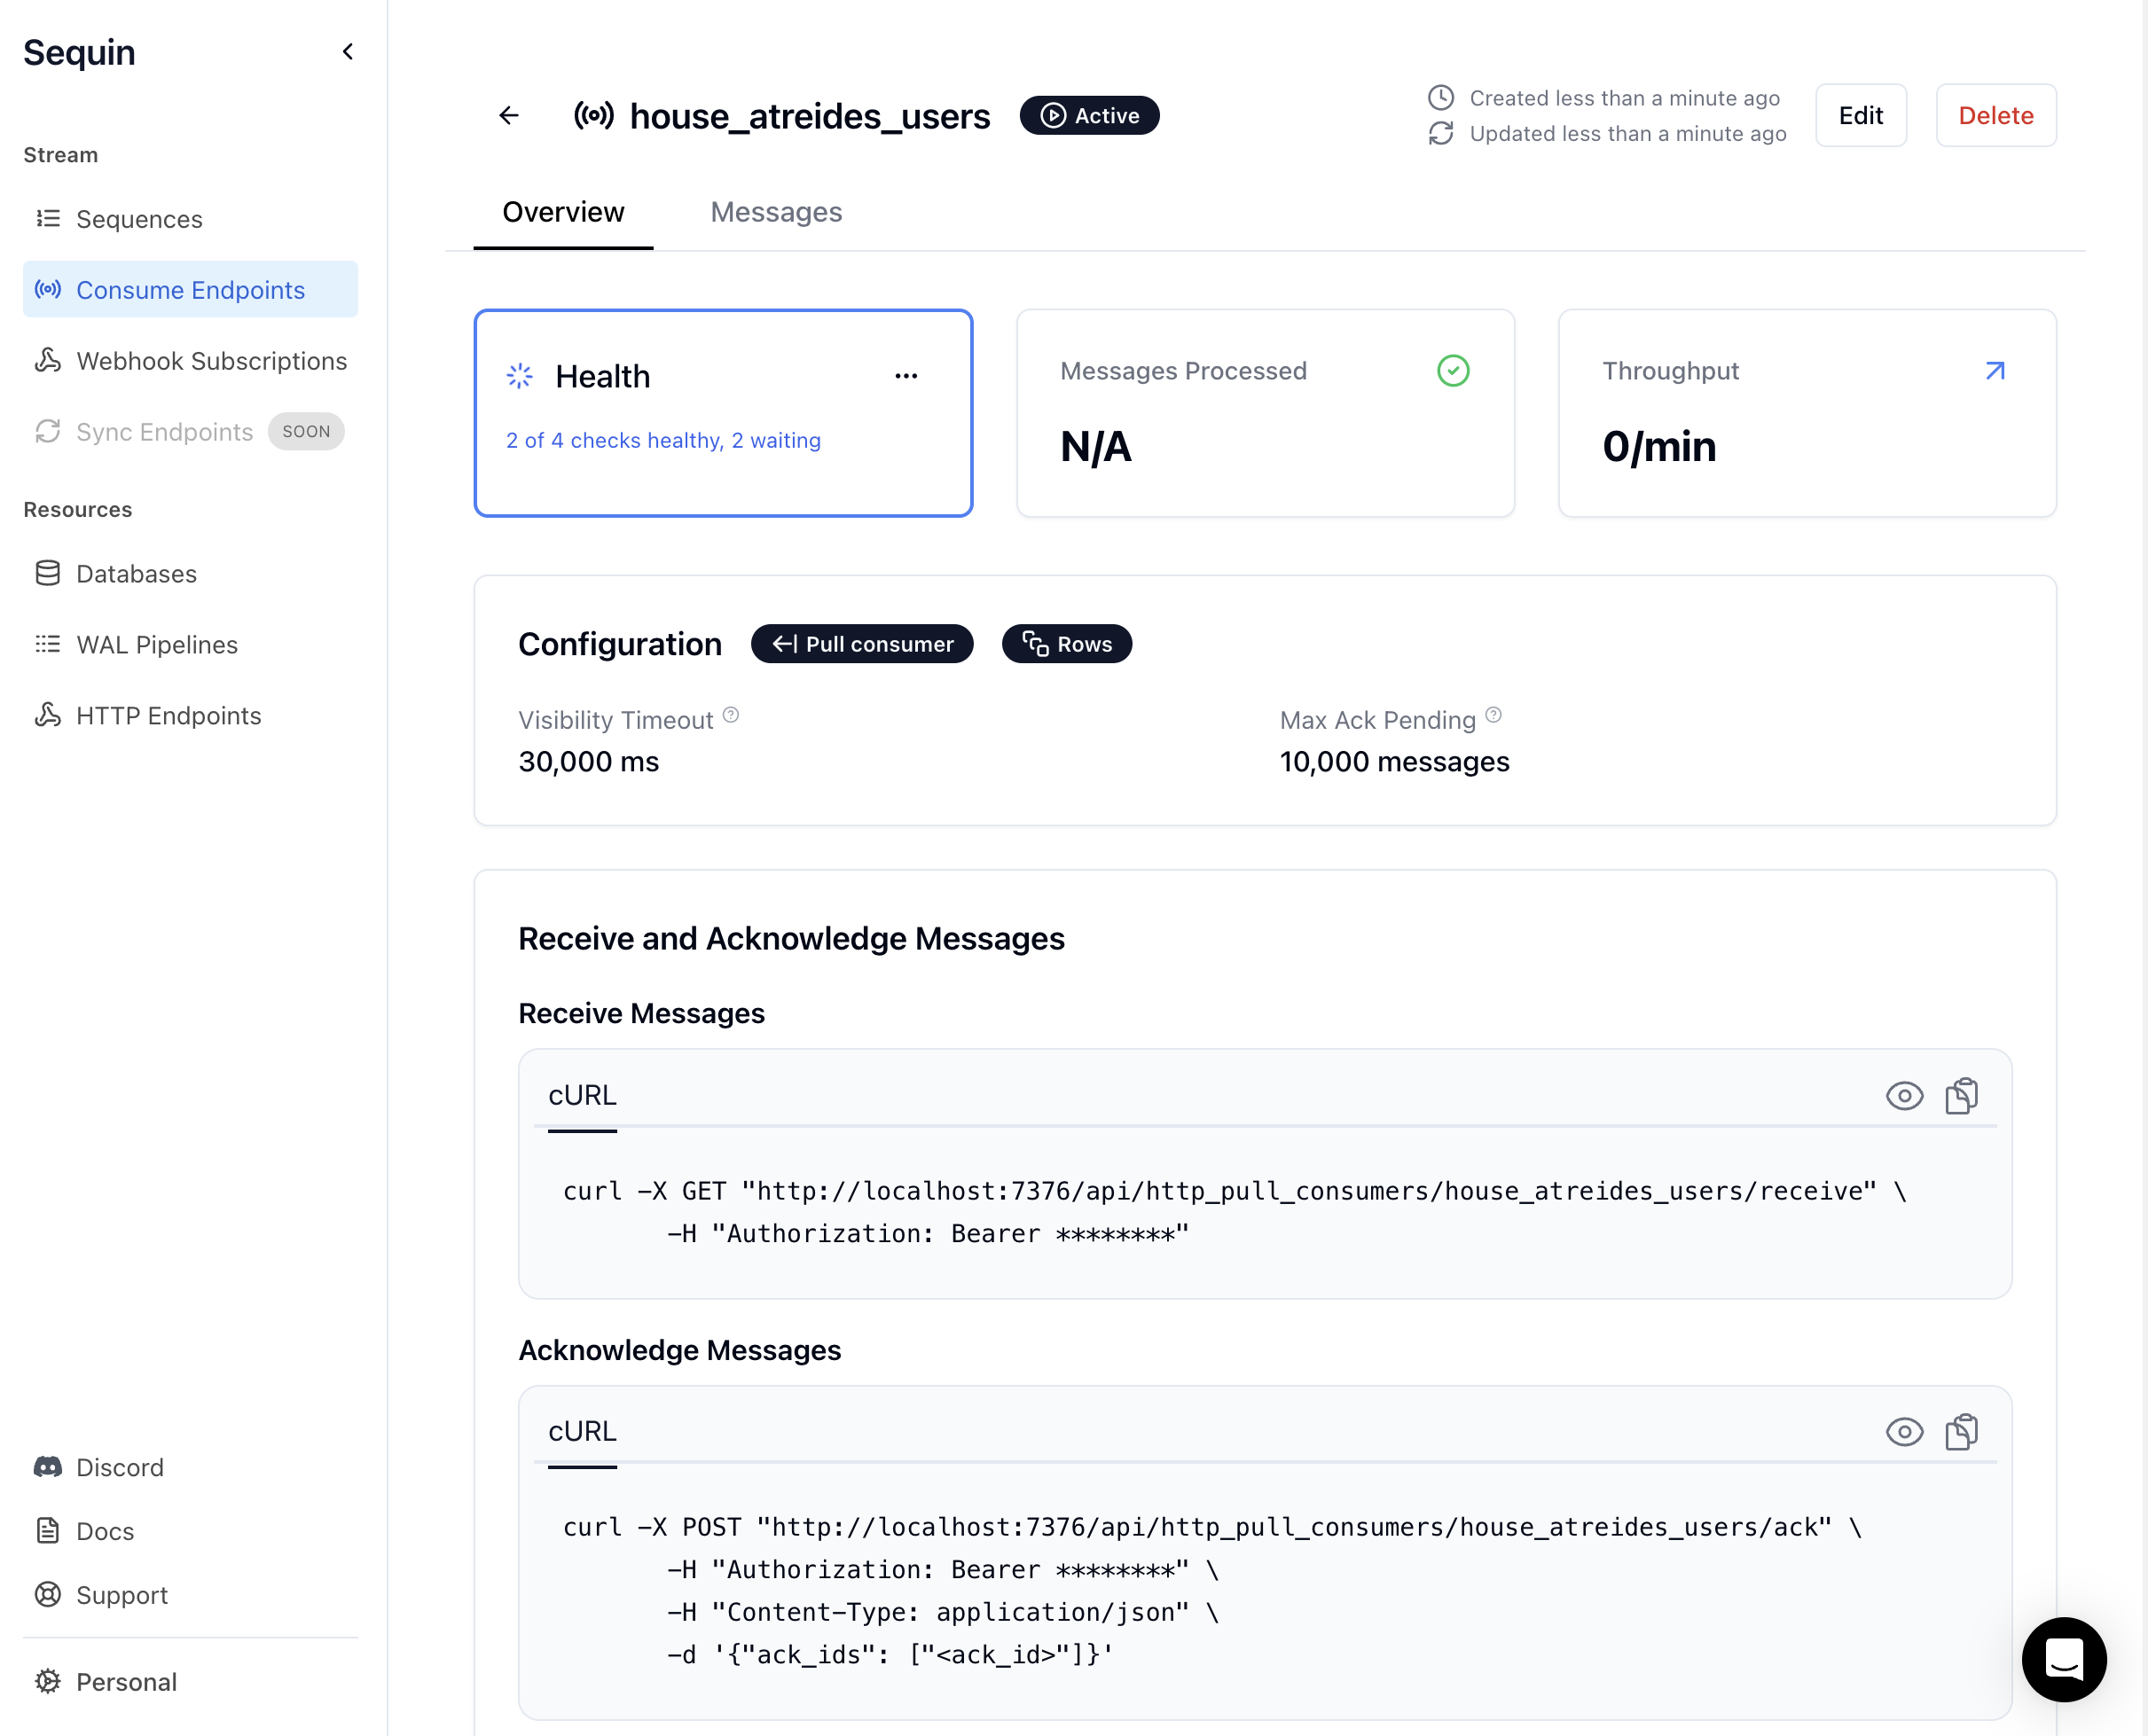 Sequin
Stream
Sequences
Consume Endpoints
Webhook Subscriptions
Sync Endpoints SOON
Resources
Databases
WAL Pipelines
HTTP Endpoints
Discord
Docs
Support
Personal
house_atreides_users Active
Created less than a minute ago
Updated less than a minute ago
Edit Delete
Overview Messages
Health
2 of 4 checks healthy, 2 waiting
Messages Processed
N/A
Throughput
0/min
Configuration Pull consumer Rows
Visibility Timeout
30,000 ms
Max Ack Pending
10,000 messages
Receive and Acknowledge Messages
Receive Messages
cURL
curl -X GET "http://localhost:7376/api/http_pull_consumers/house_atreides_users/receive" \
-H "Authorization: Bearer ********"
Acknowledge Messages
cURL
curl -X POST "http://localhost:7376/api/http_pull_consumers/house_atreides_users/ack" \
-H "Authorization: Bearer ********" \
-H "Content-Type: application/json" \
-d '{"ack_ids": ["<ack_id>"]}'